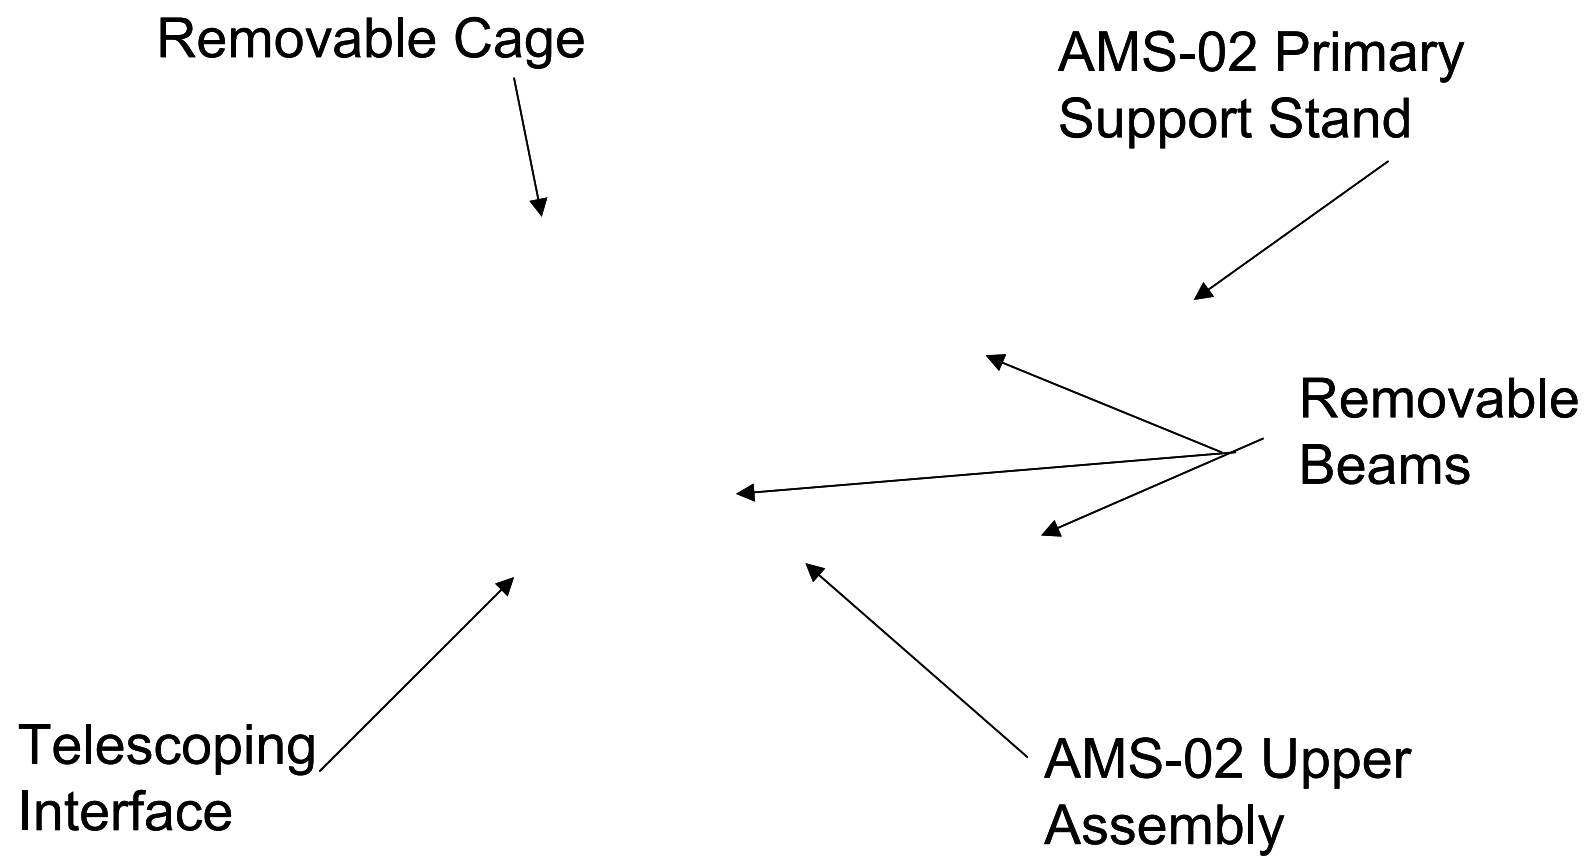 Removable Cage
AMS-02 Primary
Support Stand
Removable
Beams
Telescoping
Interface
AMS-02 Upper
Assembly